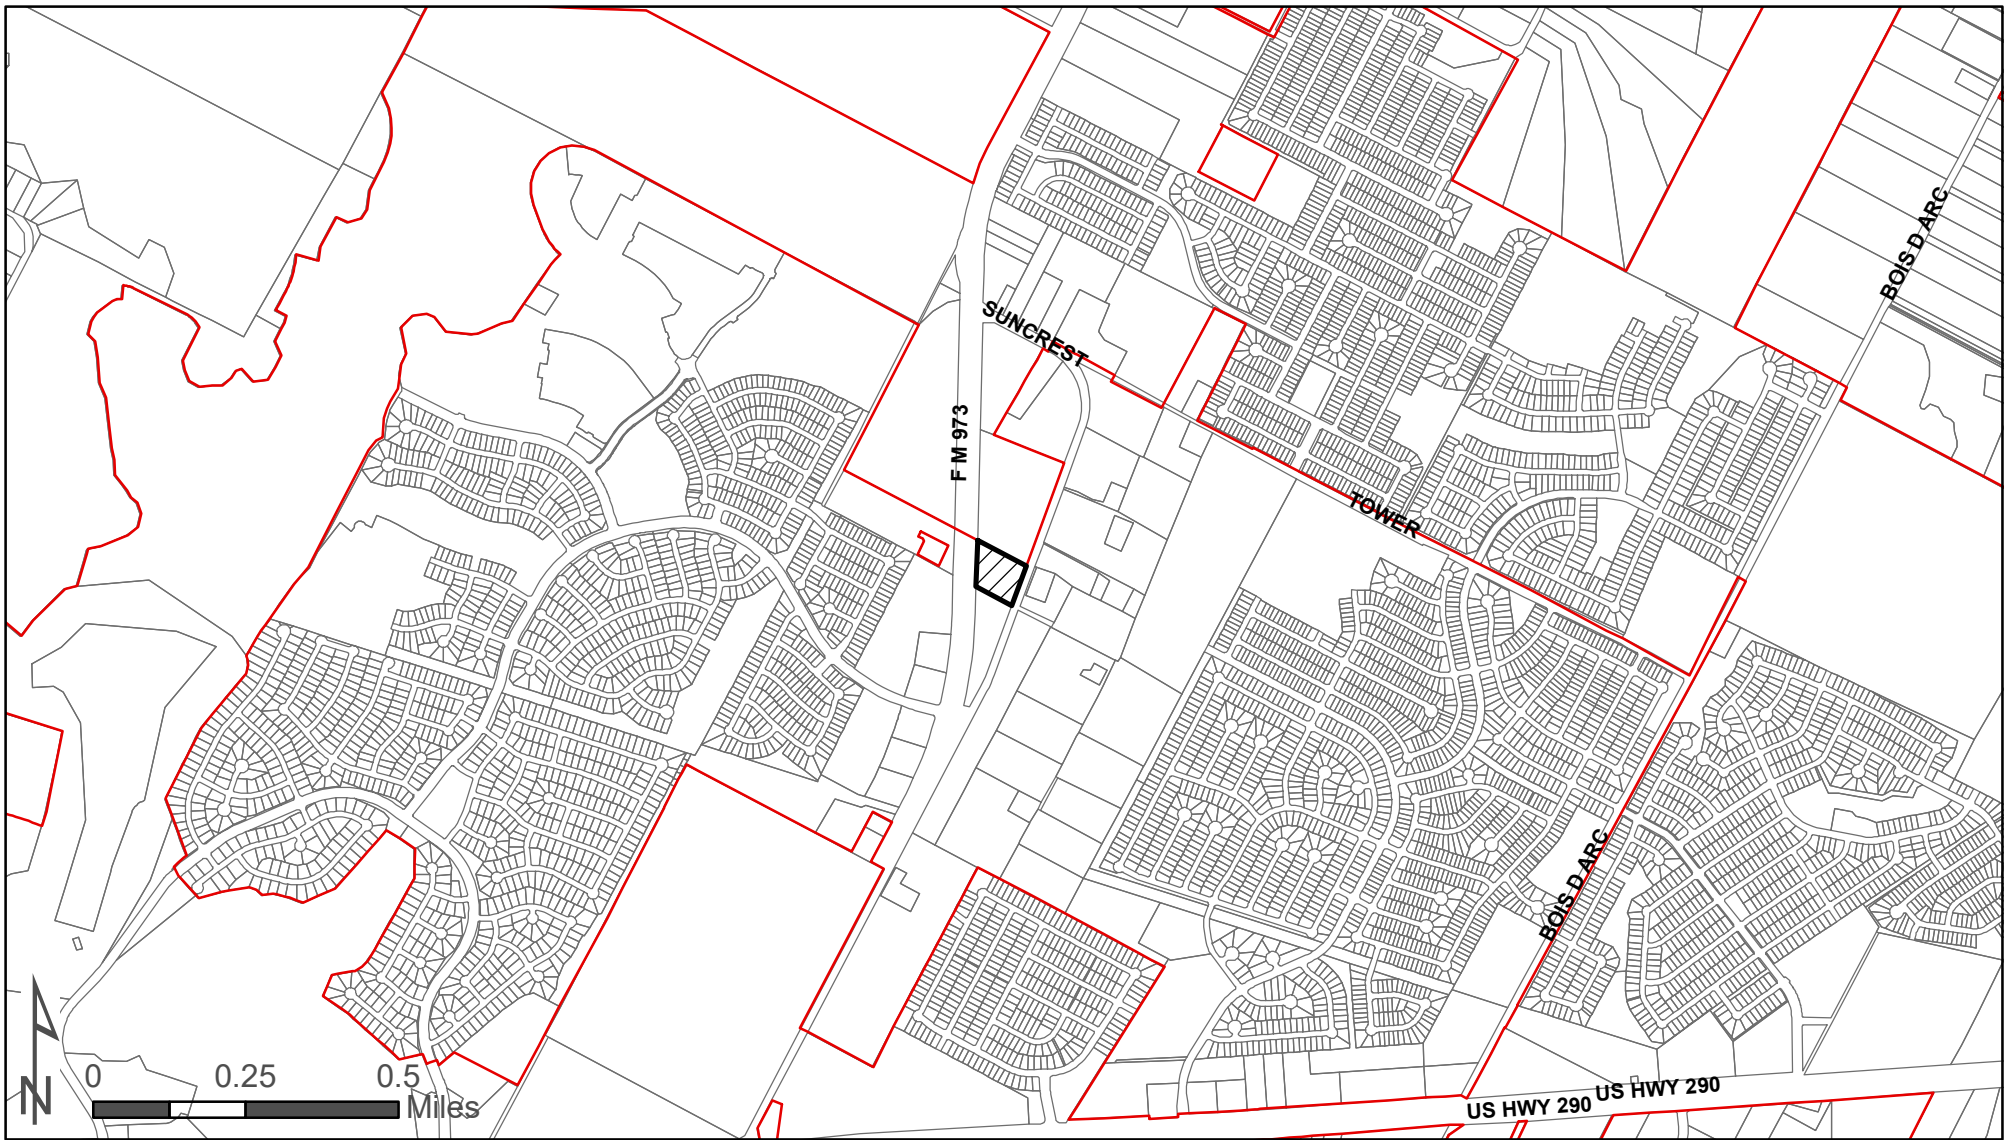 BOIS D ARC
SUNCREST
F M 973
TOWER
BOIS D ARC
0 0.25 0.5
Miles
N
US HWY 290
US HWY 290